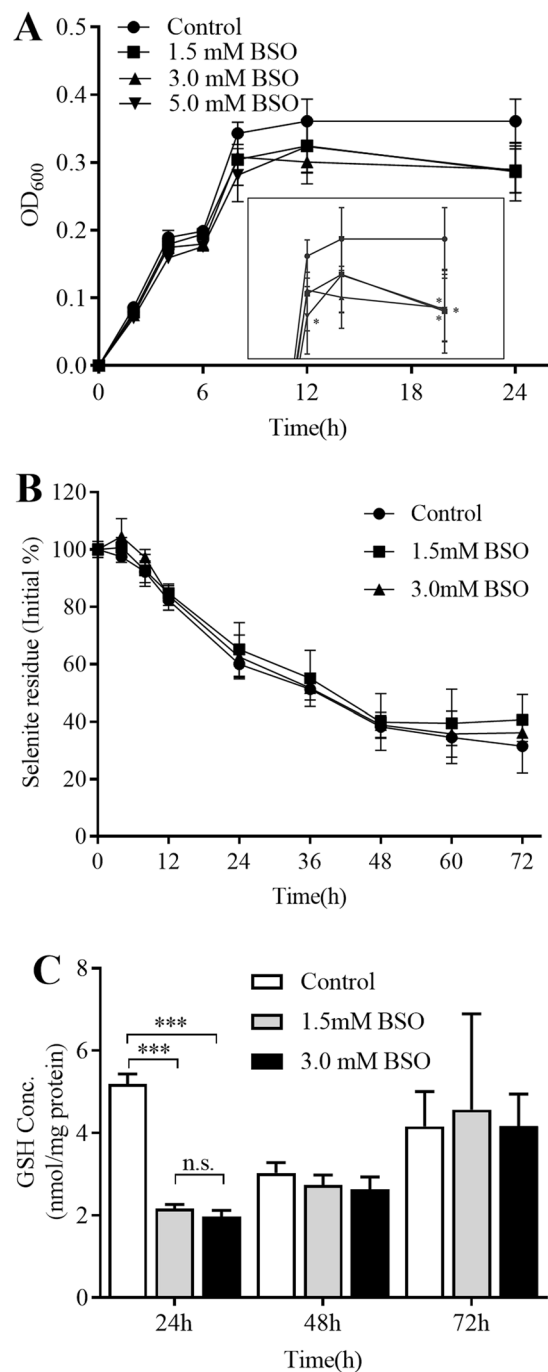 A
Control
1.5 mM BSO
3.0 mM BSO
5.0 mM BSO
OD600
0.5
0.4
0.3
0.2
0.1
0.0
*
*
*
*
0
6
12
18
24
Time(h)
B
Control
1.5mM BSO
3.0mM BSO
Selenite residue (Initial %)
120
100
80
60
40
20
0
0
12
24
36
48
60
72
Time(h)
C
Control
1.5mM BSO
3.0 mM BSO
GSH Conc.
(nmol/mg protein)
8
6
4
2
0
***
***
n.s.
24h
48h
72h
Time(h)